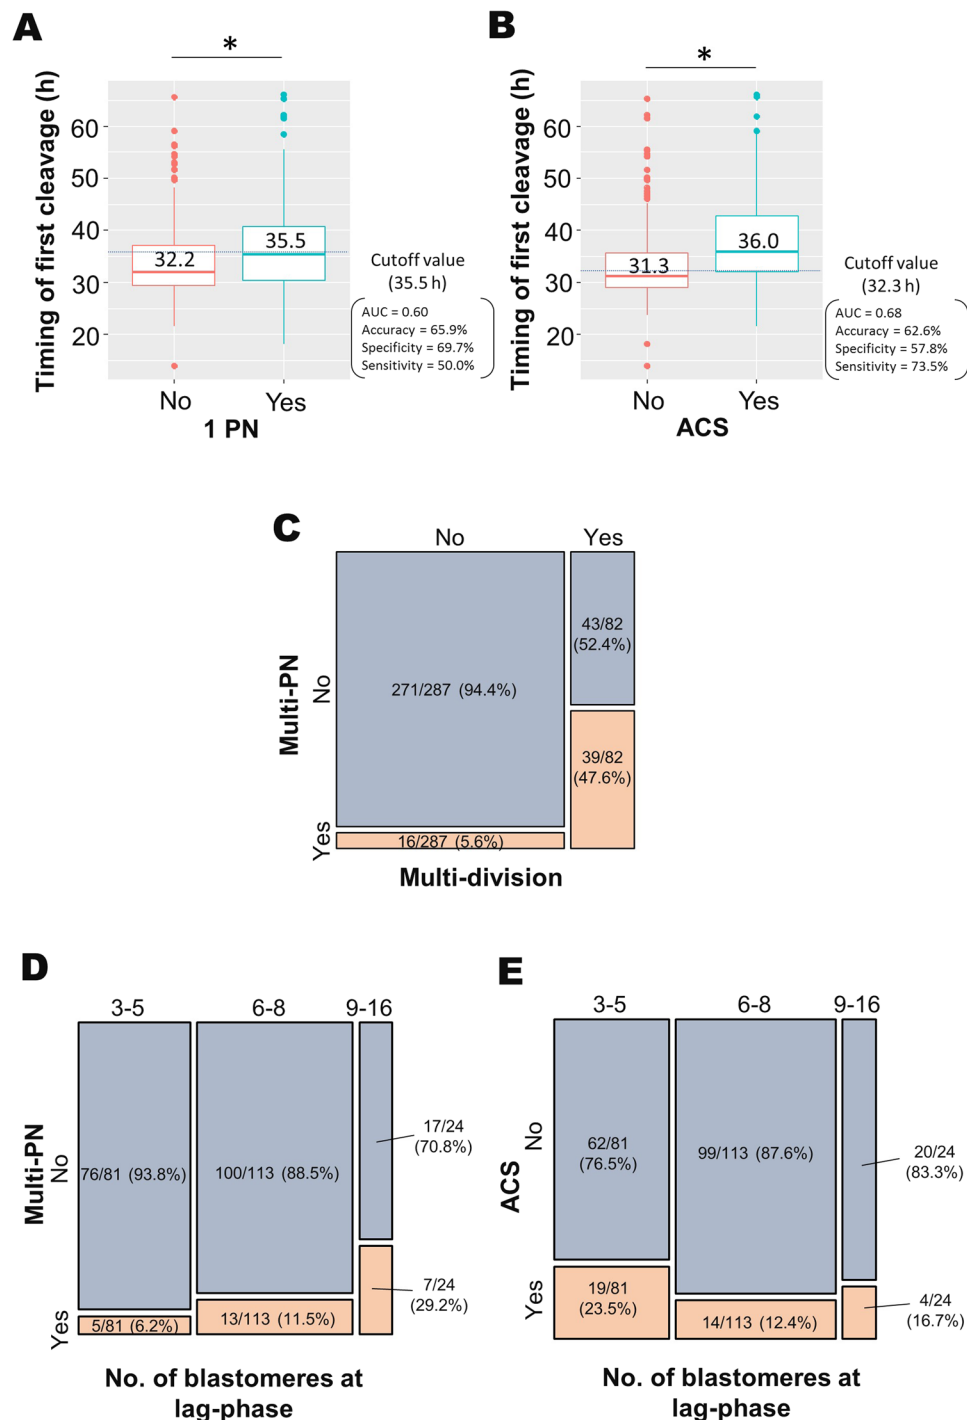 A
*
Timing of first cleavage (h)
60
50
40
30
20
32.2
35.5
No
Yes
1 PN
Cutoff value
(35.5 h)
AUC = 0.60
Accuracy = 65.9%
Specificity = 69.7%
Sensitivity = 50.0%
B
*
Timing of first cleavage (h)
60
50
40
30
20
31.3
36.0
No
Yes
ACS
Cutoff value
(32.3 h)
AUC = 0.68
Accuracy = 62.6%
Specificity = 57.8%
Sensitivity = 73.5%
C
No
Yes
Multi-PN
No
Yes
271/287 (94.4%)
43/82
(52.4%)
39/82
(47.6%)
16/287 (5.6%)
Multi-division
D
3-5
6-8
9-16
Multi-PN
No
Yes
76/81 (93.8%)
100/113 (88.5%)
17/24
(70.8%)
5/81 (6.2%)
13/113 (11.5%)
7/24
(29.2%)
No. of blastomeres at
lag-phase
E
3-5
6-8
9-16
ACS
No
Yes
62/81
(76.5%)
99/113 (87.6%)
20/24
(83.3%)
19/81
(23.5%)
14/113 (12.4%)
4/24
(16.7%)
No. of blastomeres at
lag-phase